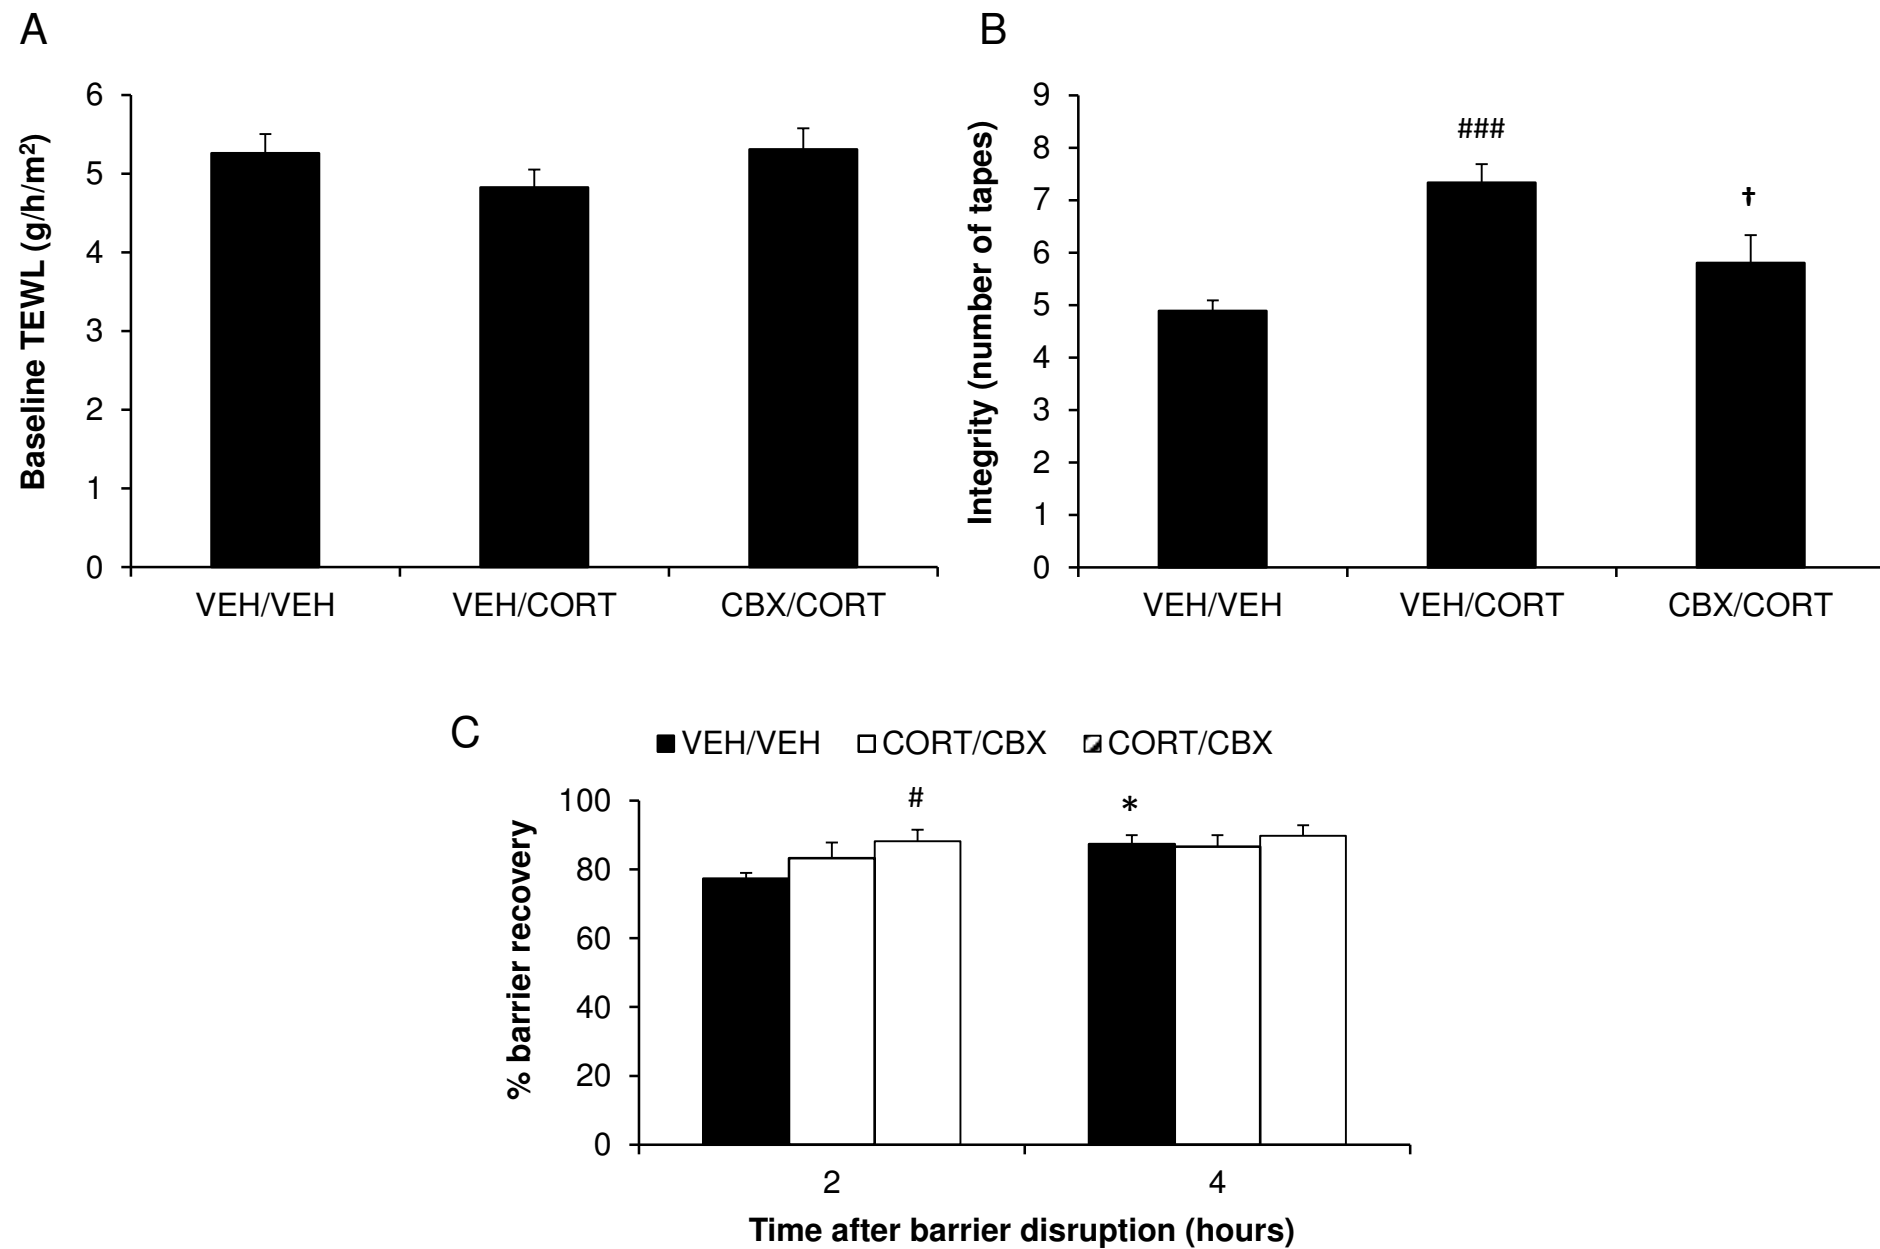 A
Baseline TEWL (g/h/m²)
6
5
4
3
2
1
0
VEH/VEH VEH/CORT CBX/CORT
B
Integrity (number of tapes)
9
8
7
6
5
4
3
2
1
0
###
†
VEH/VEH VEH/CORT CBX/CORT
C
VEH/VEH CORT/CBX CORT/CBX
% barrier recovery
100
80
60
40
20
0
# *
2 4
Time after barrier disruption (hours)